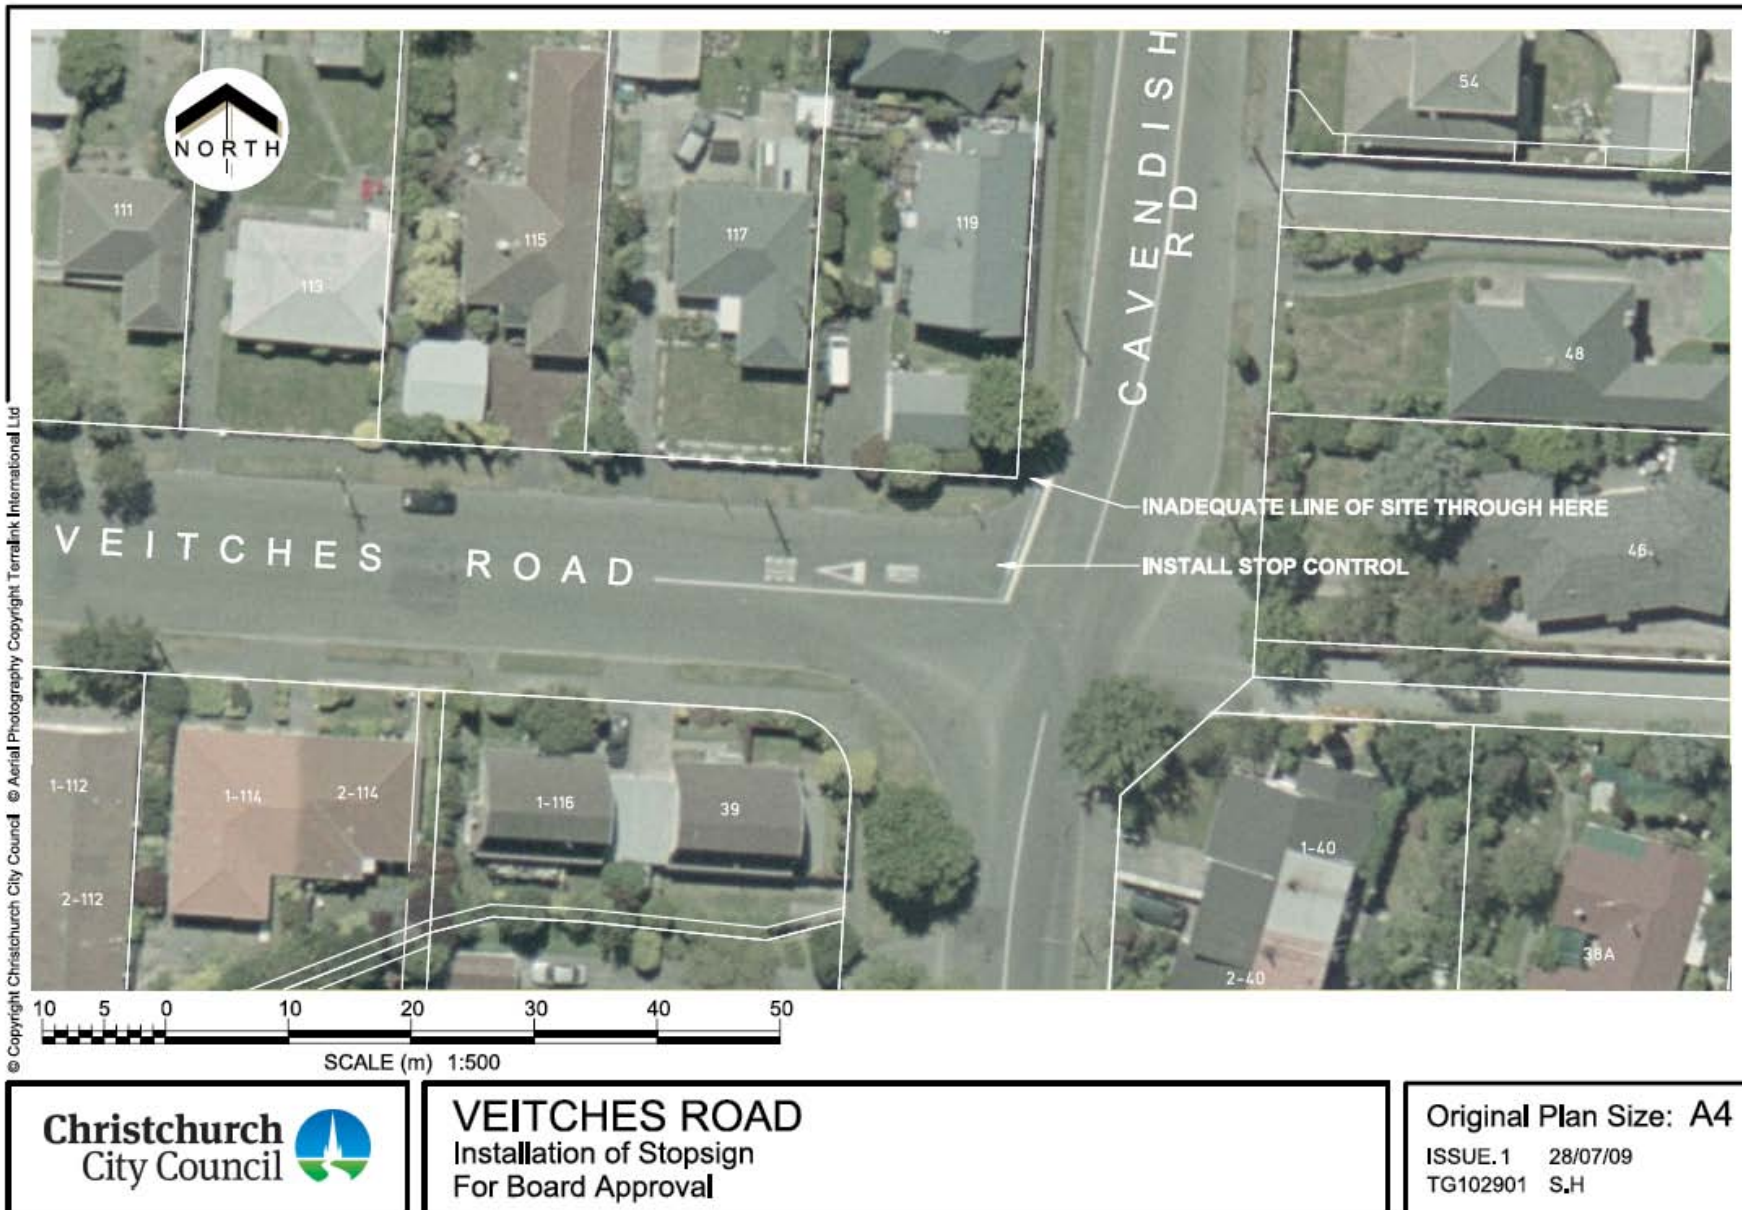 NORTH
CAVENDISH
RD
54
111
113
115
117
119
48
46
INADEQUATE LINE OF SITE THROUGH HERE
INSTALL STOP CONTROL
VEITCHES ROAD
1-112
2-112
1-114
2-114
1-116
39
1-40
2-40
38A
© Copyright Christchurch City Council © Aerial Photography Copyright Terralink International Ltd
10 5 0 10 20 30 40 50
SCALE (m) 1:500
Christchurch
City Council
VEITCHES ROAD
Installation of Stopsign
For Board Approval
Original Plan Size: A4
ISSUE.1 28/07/09
TG102901 S.H